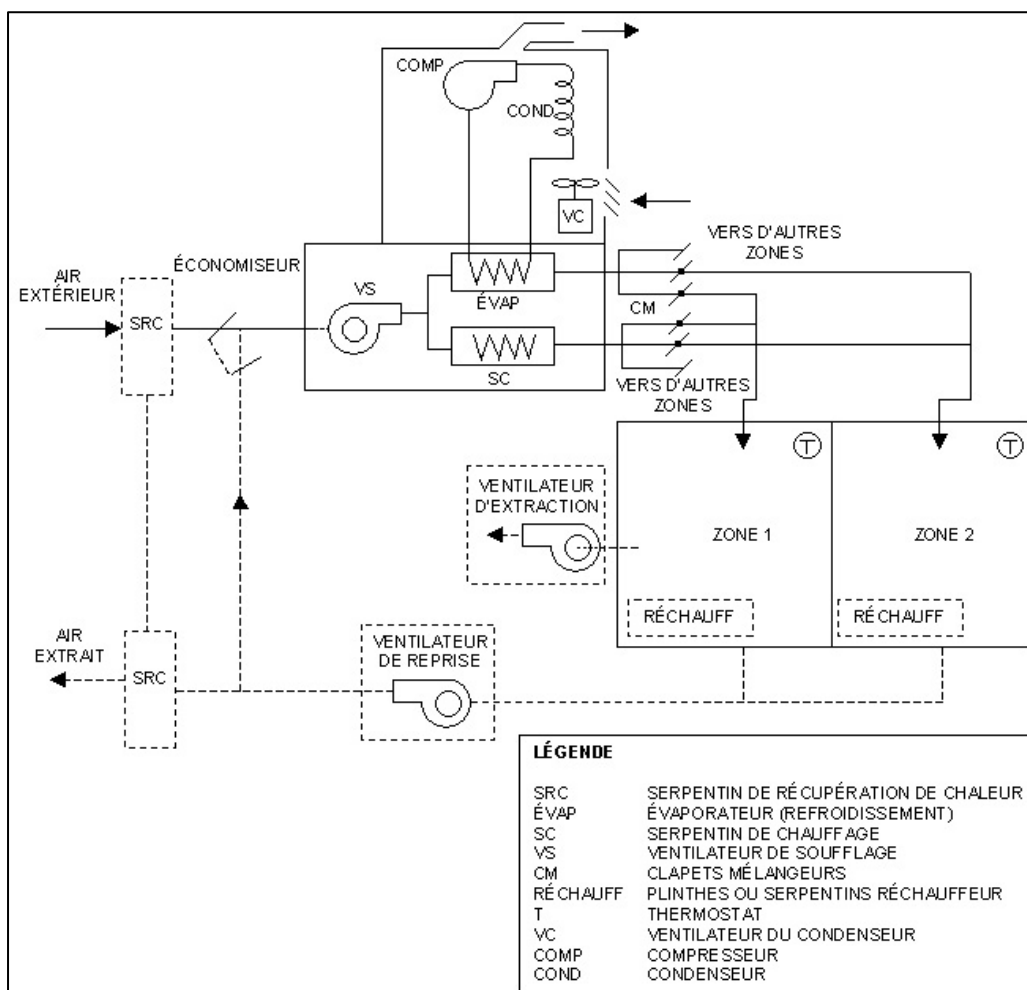 COMP
COND
VC
VERS D'AUTRES
ZONES
ÉCONOMISEUR
AIR
EXTÉRIEUR
SRC
VS
ÉVAP
CM
SC
VERS D'AUTRES
ZONES
T
T
VENTILATEUR
D'EXTRACTION
ZONE 1
ZONE 2
RÉCHAUFF
RÉCHAUFF
AIR
EXTRAIT
SRC
VENTILATEUR
DE REPRISE
LÉGENDE
SRC SERPENTIN DE RÉCUPÉRATION DE CHALEUR
ÉVAP ÉVAPORATEUR (REFROIDISSEMENT)
SC SERPENTIN DE CHAUFFAGE
VS VENTILATEUR DE SOUFFLAGE
CM CLAPETS MÉLANGEURS
RÉCHAUFF PLINTHES OU SERPENTINS RÉCHAUFFEUR
T THERMOSTAT
VC VENTILATEUR DU CONDENSEUR
COMP COMPRESSEUR
COND CONDENSEUR